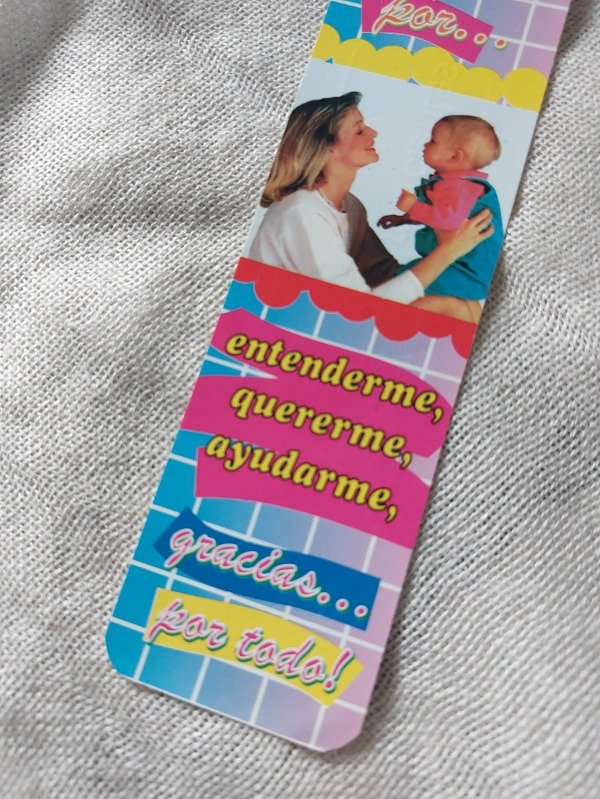 por...
entenderme,
quererme,
ayudarme,
gracias...
por todo!